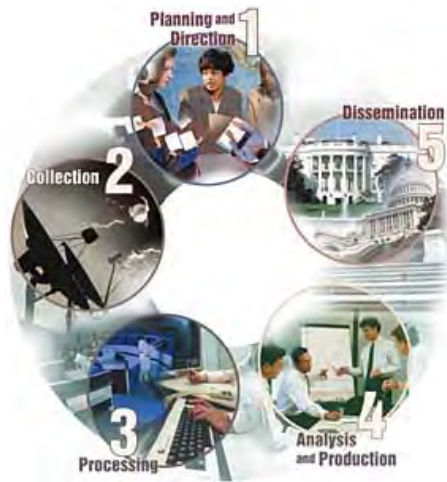 Planning and
Direction
1
Collection
2
3
Processing
4
Analysis
and Production
Dissemination
5